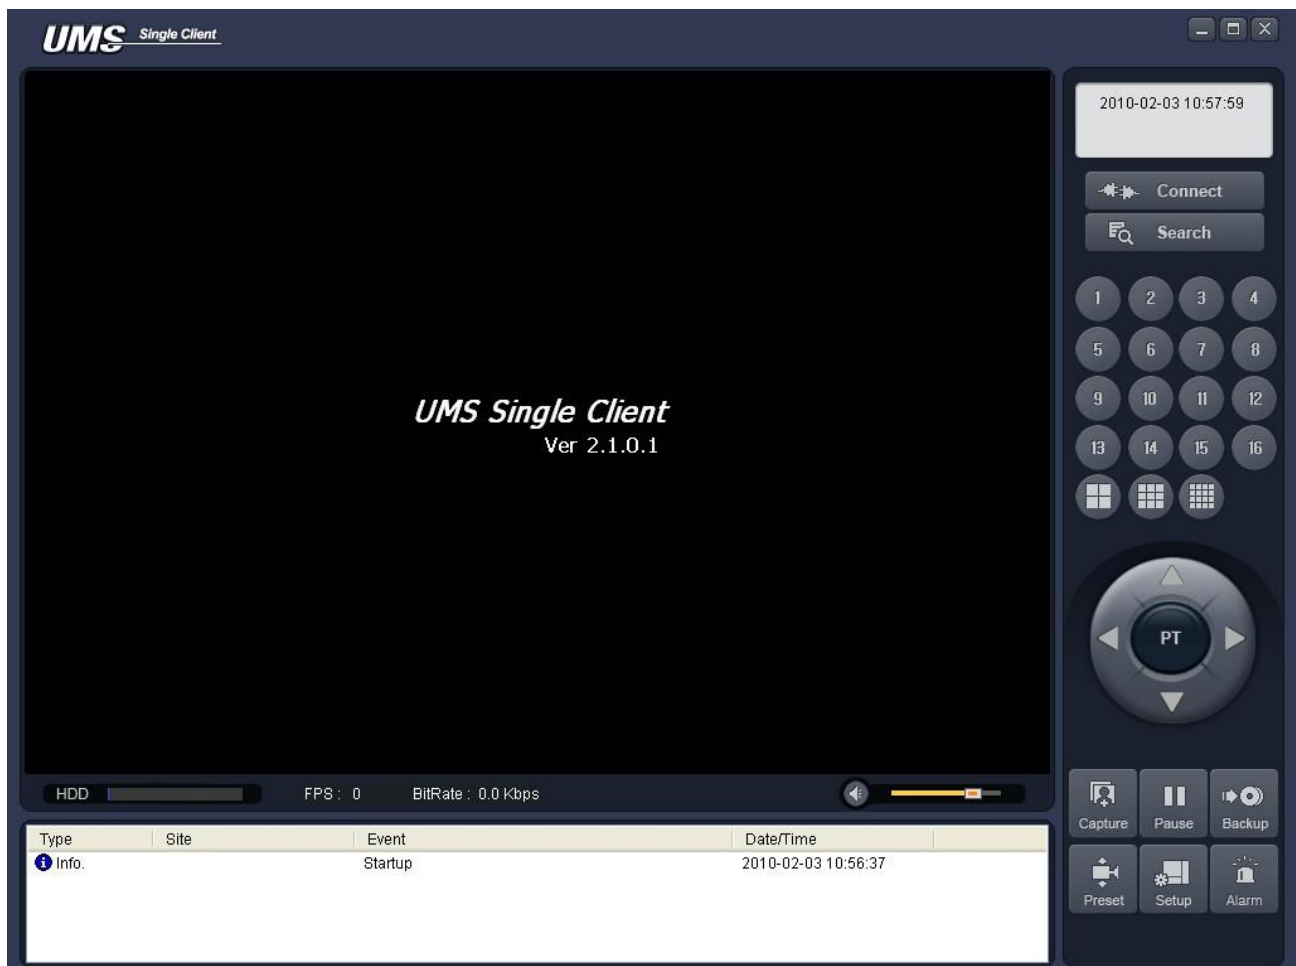 UMS Single Client
2010-02-03 10:57:59
Connect
Search
1 2 3 4
5 6 7 8
9 10 11 12
13 14 15 16
UMS Single Client
Ver 2.1.0.1
PT
HDD FPS : 0 BitRate : 0.0 Kbps
Capture Pause Backup
Preset Setup Alarm
Type Site Event Date/Time
Info. Startup 2010-02-03 10:56:37